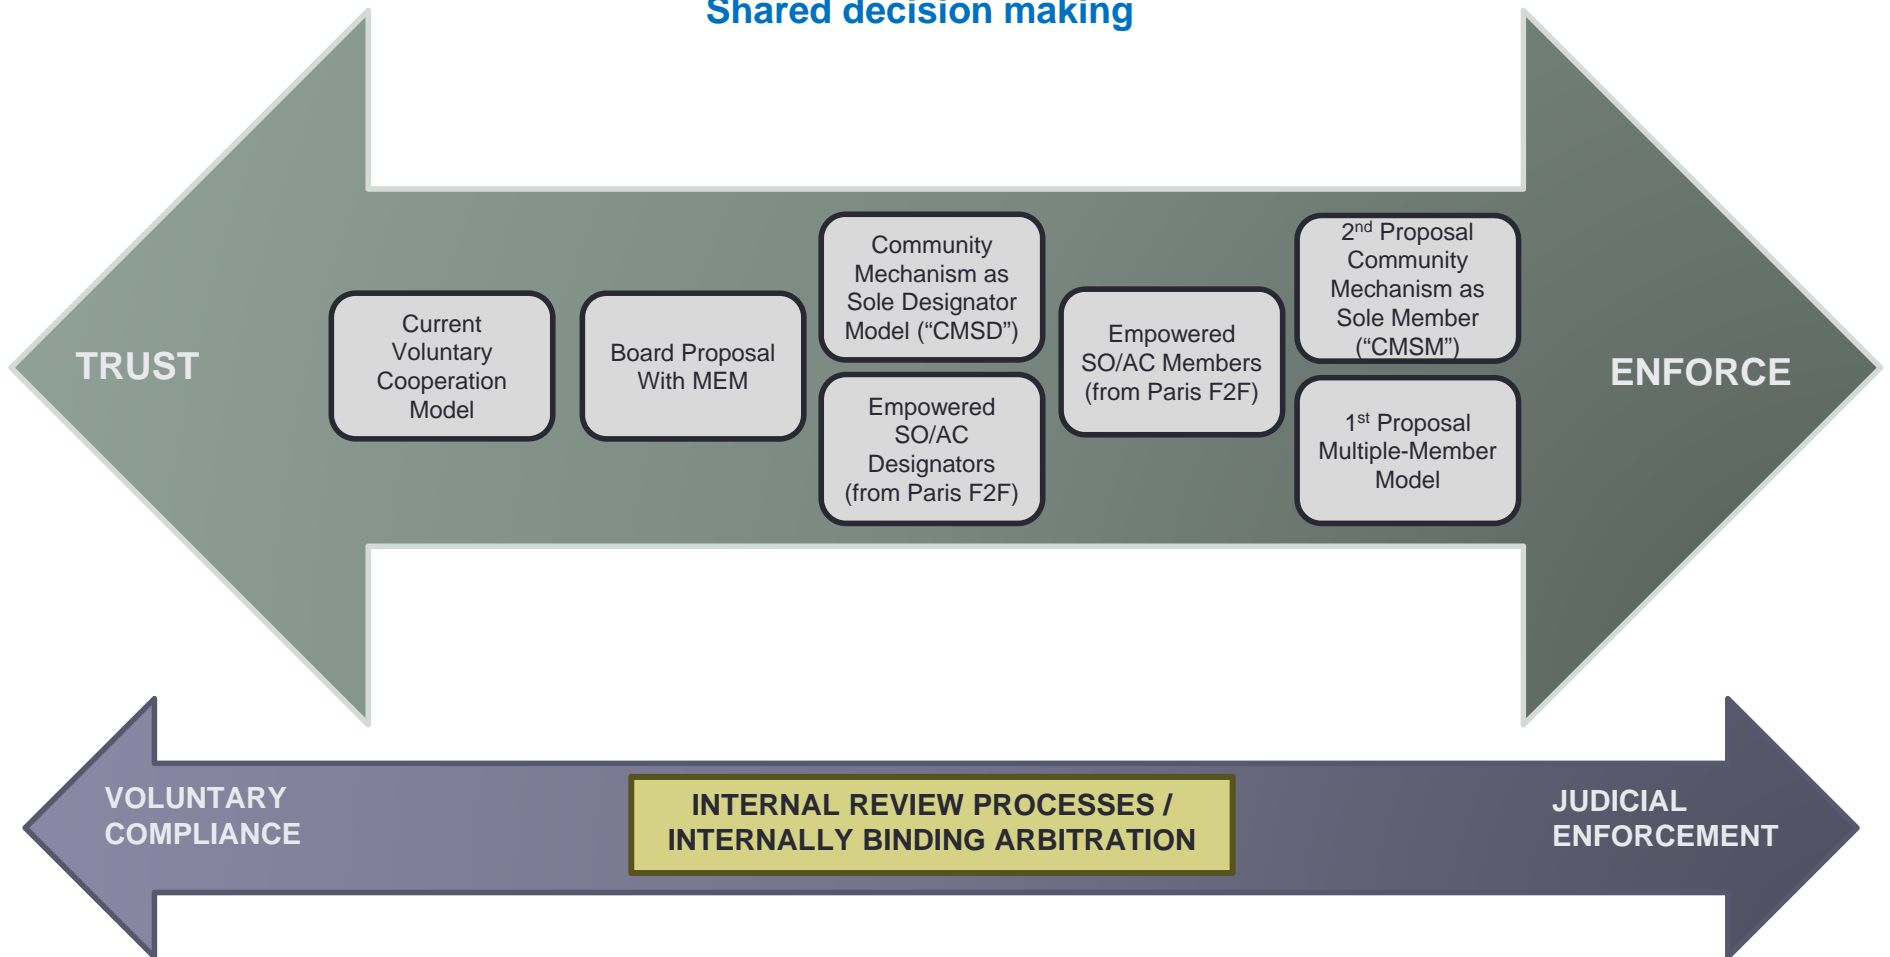 Shared decision making
TRUST
Current
Voluntary
Cooperation
Model
Board Proposal
With MEM
Community
Mechanism as
Sole Designator
Model (“CMSD”)
Empowered
SO/AC
Designators
(from Paris F2F)
Empowered
SO/AC Members
(from Paris F2F)
2nd Proposal
Community
Mechanism as
Sole Member
(“CMSM”)
1st Proposal
Multiple-Member
Model
ENFORCE
VOLUNTARY
COMPLIANCE
INTERNAL REVIEW PROCESSES /
INTERNALLY BINDING ARBITRATION
JUDICIAL
ENFORCEMENT